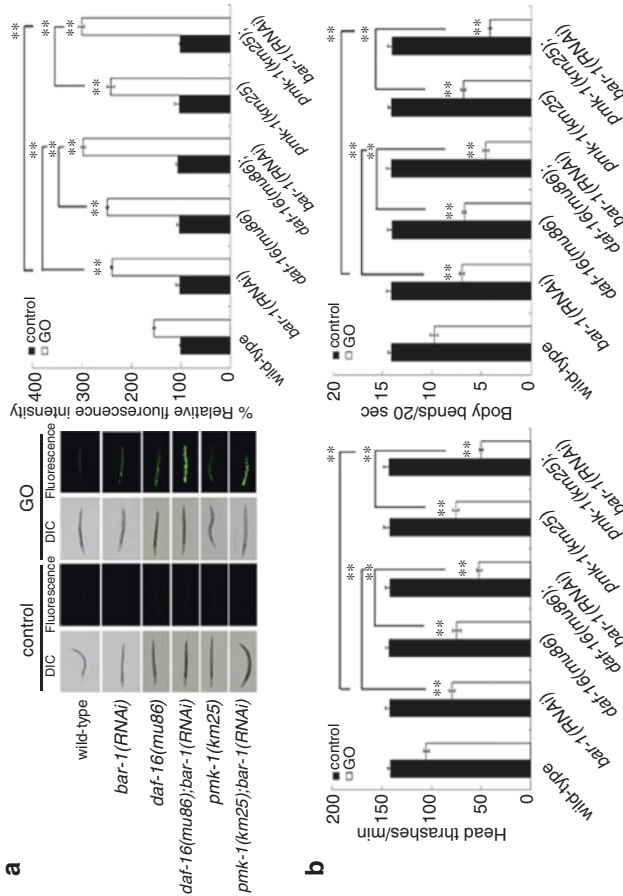 a
control
GO
DIC
Fluorescence
DIC
Fluorescence
wild-type
bar-1(RNAi)
daf-16(mu86)
daf-16(mu86);bar-1(RNAi)
pmk-1(km25)
pmk-1(km25);bar-1(RNAi)
% Relative fluorescence intensity
400
300
200
100
0
control
GO
**
**
**
**
**
**
**
**
**
wild-type
bar-1(RNAi)
daf-16(mu86)
daf-16(mu86);
bar-1(RNAi)
pmk-1(km25)
pmk-1(km25);
bar-1(RNAi)
b
Head thrashes/min
200
150
100
50
0
control
GO
**
**
**
**
**
**
**
**
**
wild-type
bar-1(RNAi)
daf-16(mu86)
daf-16(mu86);
bar-1(RNAi)
pmk-1(km25)
pmk-1(km25);
bar-1(RNAi)
Body bends/20 sec
20
15
10
5
0
control
GO
**
**
**
**
**
**
**
**
**
wild-type
bar-1(RNAi)
daf-16(mu86)
daf-16(mu86);
bar-1(RNAi)
pmk-1(km25)
pmk-1(km25);
bar-1(RNAi)